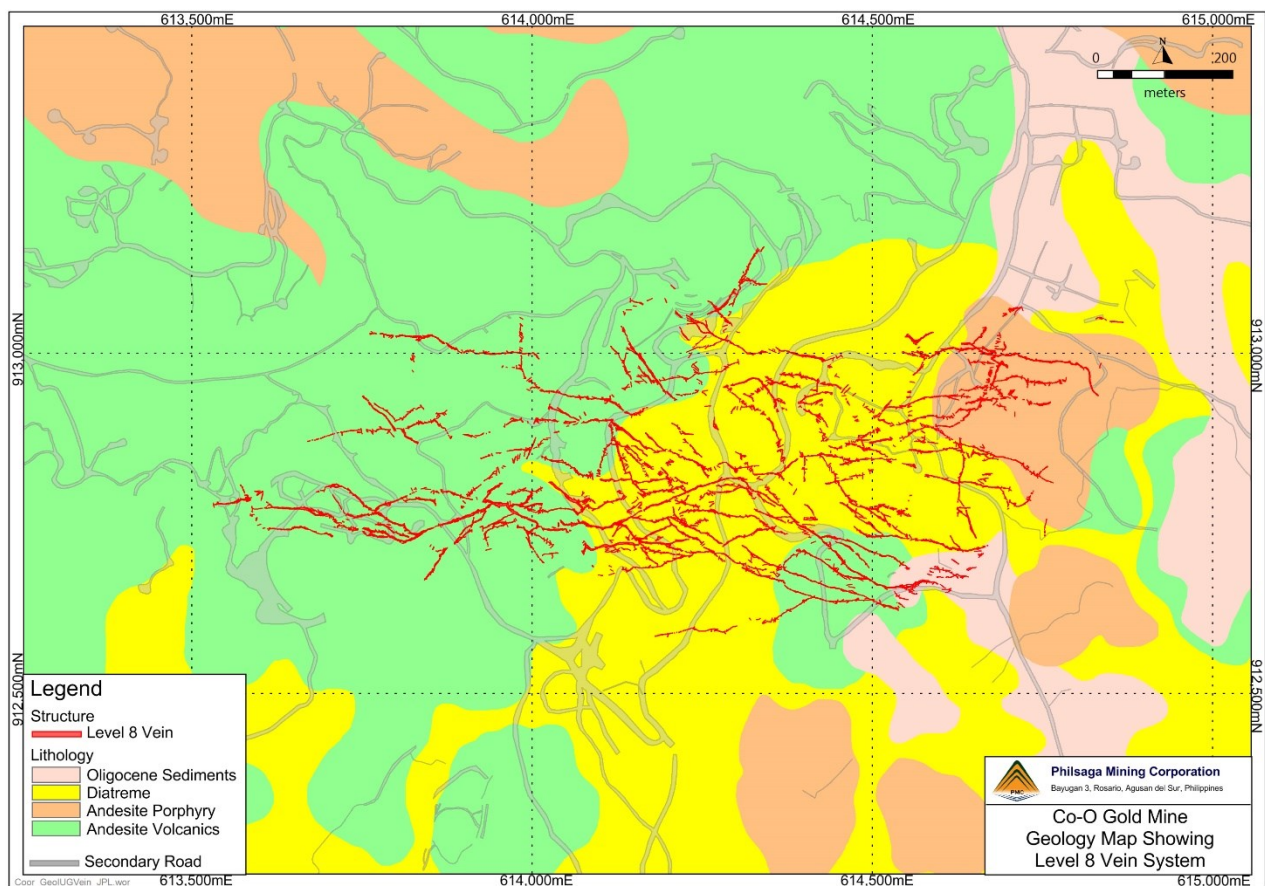 613,500mE 614,000mE 614,500mE 615,000mE
N
0 200
meters
913,000mN 913,000mN
912,500mN 912,500mN
Legend
Structure
Level 8 Vein
Lithology
Oligocene Sediments
Diatreme
Andesite Porphyry
Andesite Volcanics
Secondary Road
PMC
Philsaga Mining Corporation
Bayugan 3, Rosario, Agusan del Sur, Philippines
Co-O Gold Mine
Geology Map Showing
Level 8 Vein System
613,500mE 614,000mE 614,500mE 615,000mE
Coor_GeolUGVein_JPL.wor